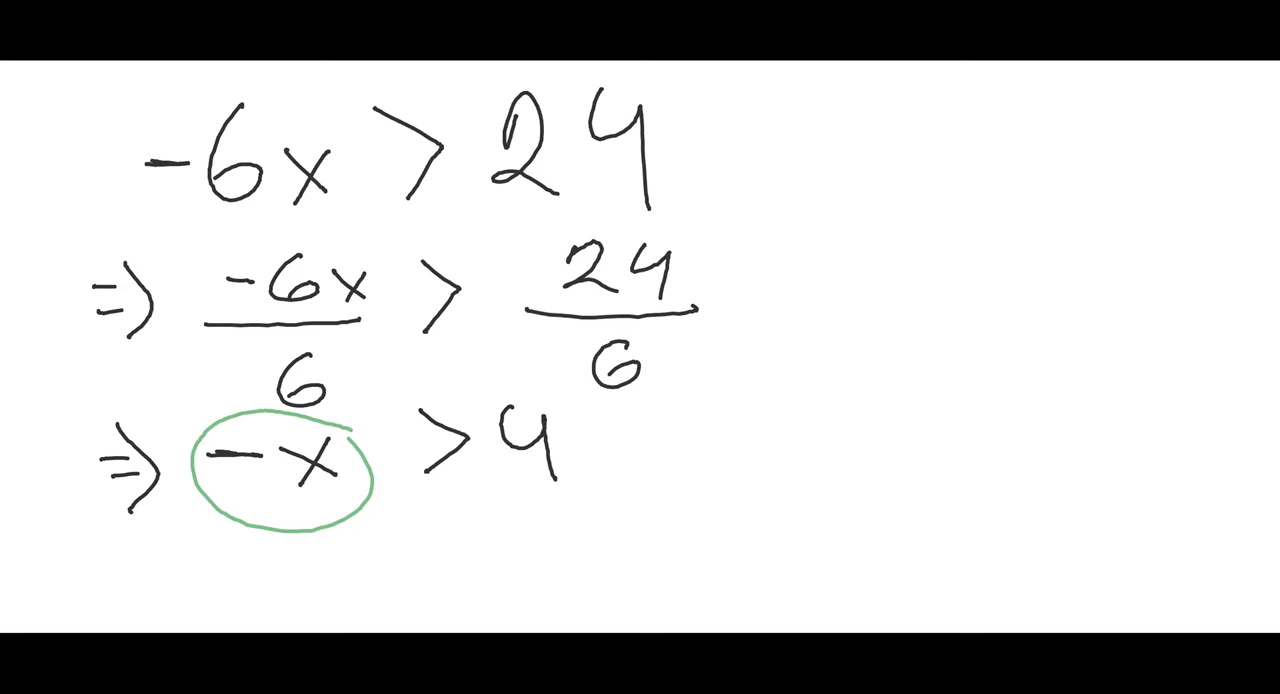 -6x > 24
=> -6x/6 > 24/6
=> -x > 4